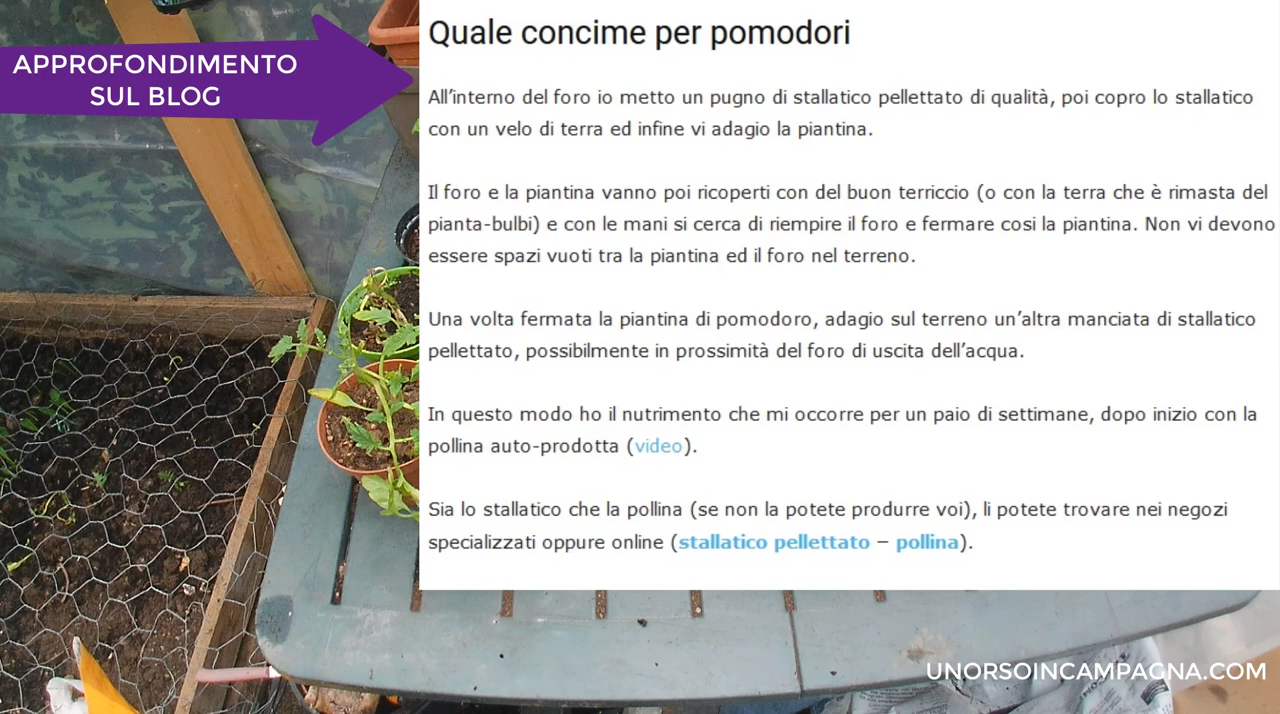 APPROFONDIMENTO
SUL BLOG
Quale concime per pomodori
All’interno del foro io metto un pugno di stallatico pellettato di qualità, poi copro lo stallatico
con un velo di terra ed infine vi adagio la piantina.
Il foro e la piantina vanno poi ricoperti con del buon terriccio (o con la terra che è rimasta del
pianta-bulbi) e con le mani si cerca di riempire il foro e fermare cosi la piantina. Non vi devono
essere spazi vuoti tra la piantina ed il foro nel terreno.
Una volta fermata la piantina di pomodoro, adagio sul terreno un’altra manciata di stallatico
pellettato, possibilmente in prossimità del foro di uscita dell’acqua.
In questo modo ho il nutrimento che mi occorre per un paio di settimane, dopo inizio con la
pollina auto-prodotta (video).
Sia lo stallatico che la pollina (se non la potete produrre voi), li potete trovare nei negozi
specializzati oppure online (stallatico pellettato – pollina).
UNORSOINCAMPAGNA.COM